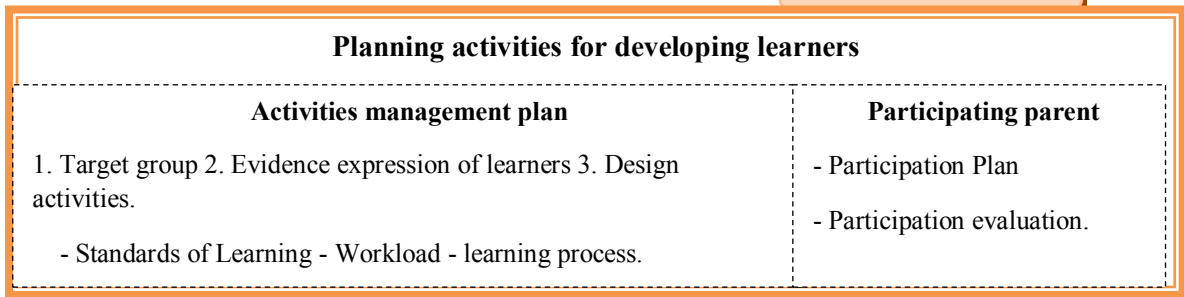 Planning activities for developing learners
Activities management plan
1. Target group 2. Evidence expression of learners 3. Design
activities.
- Standards of Learning - Workload - learning process.
Participating parent
- Participation Plan
- Participation evaluation.